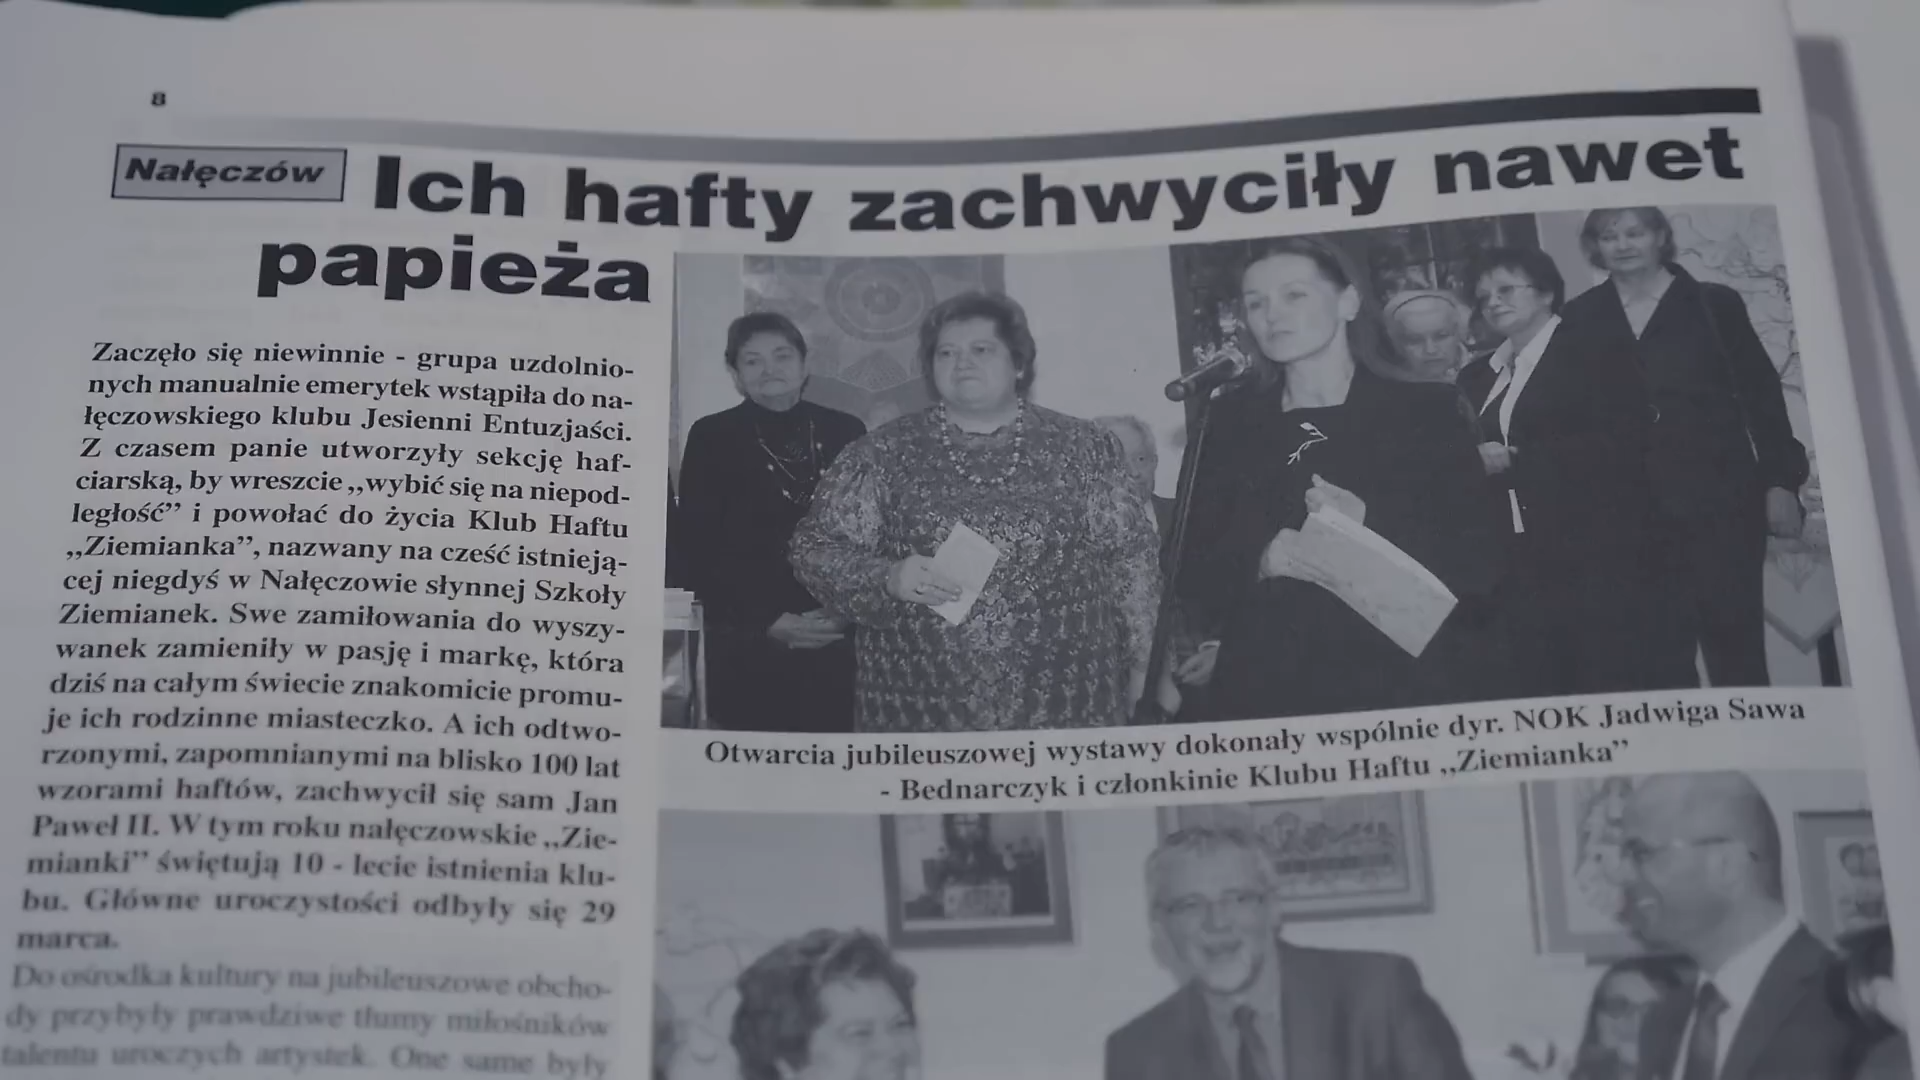 8
Nałęczów
Ich hafty zachwyciły nawet
papieża
Zaczęło się niewinnie - grupa uzdolnio-
nych manualnie emerytek wstąpiła do na-
łęczowskiego klubu Jesienni Entuzjaści.
Z czasem panie utworzyły sekcję haf-
ciarską, by wreszcie „wybić się na niepod-
ległość” i powołać do życia Klub Haftu
„Ziemianka”, nazwany na cześć istnieją-
cej niegdyś w Nałęczowie słynnej Szkoły
Ziemianek. Swe zamiłowania do wyszy-
wanek zamieniły w pasję i markę, która
dziś na całym świecie znakomicie promu-
je ich rodzinne miasteczko. A ich odtwo-
rzonymi, zapomnianymi na blisko 100 lat
wzorami haftów, zachwycił się sam Jan
Paweł II. W tym roku nałęczowskie „Zie-
mianki” świętują 10 - lecie istnienia klu-
bu. Główne uroczystości odbyły się 29
marca.
Do ośrodka kultury na jubileuszowe obcho-
dy przybyły prawdziwe tłumy miłośników
talentu uroczych artystek. One same były
Otwarcia jubileuszowej wystawy dokonały wspólnie dyr. NOK Jadwiga Sawa
- Bednarczyk i członkinie Klubu Haftu „Ziemianka”